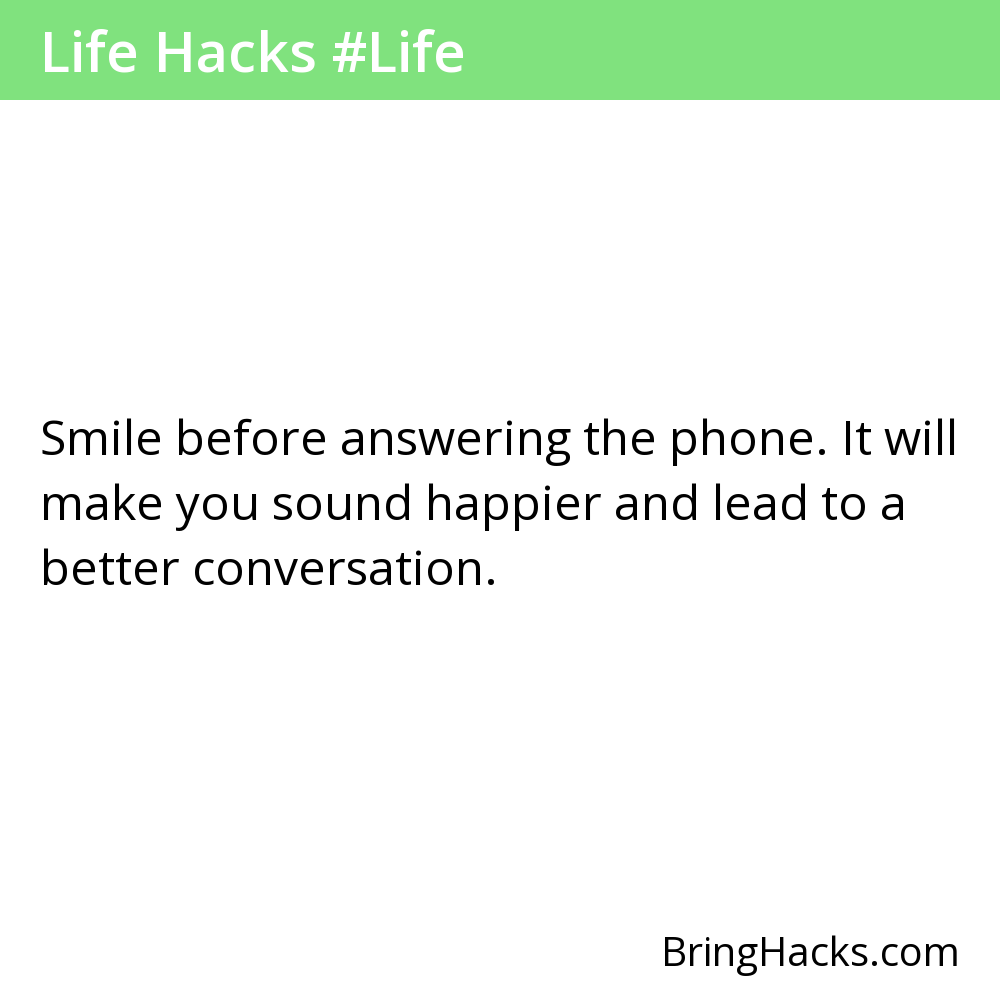 Life Hacks #Life
Smile before answering the phone. It will
make you sound happier and lead to a
better conversation.
BringHacks.com